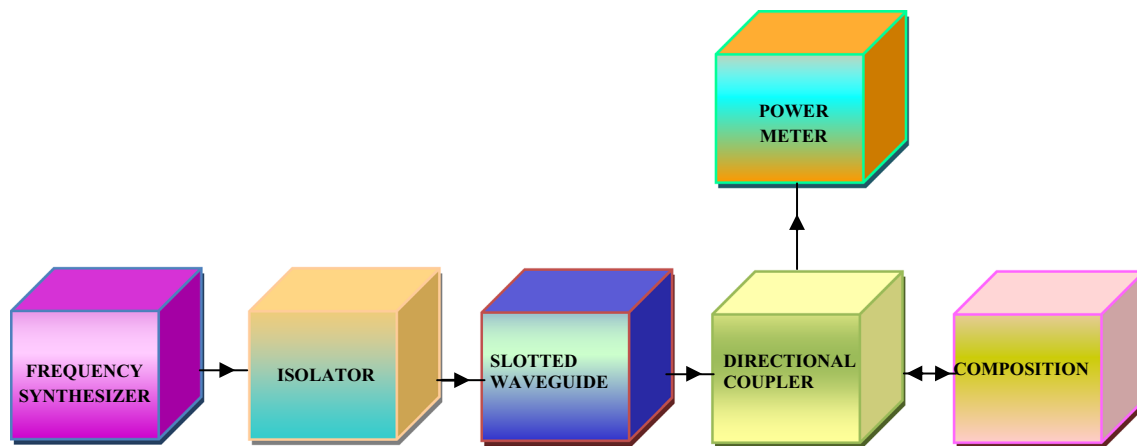 POWER
METER
FREQUENCY
SYNTHESIZER
ISOLATOR
SLOTTED
WAVEGUIDE
DIRECTIONAL
COUPLER
COMPOSITION